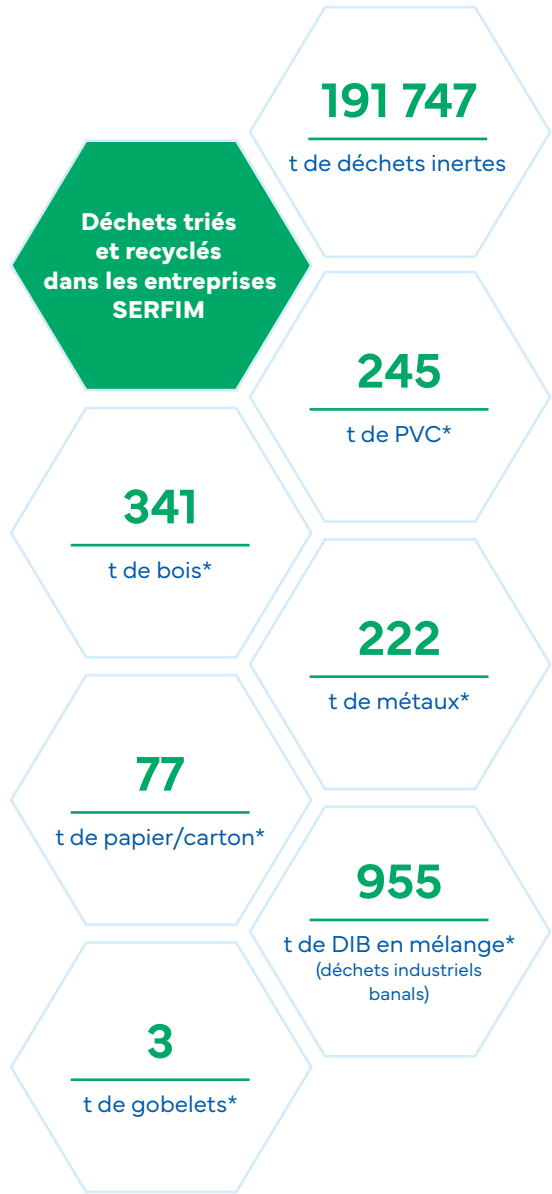 Déchets triés
et recyclés
dans les entreprises
SERFIM
191 747
t de déchets inertes
245
t de PVC*
341
t de bois*
222
t de métaux*
77
t de papier/carton*
955
t de DIB en mélange*
(déchets industriels
banals)
3
t de gobelets*